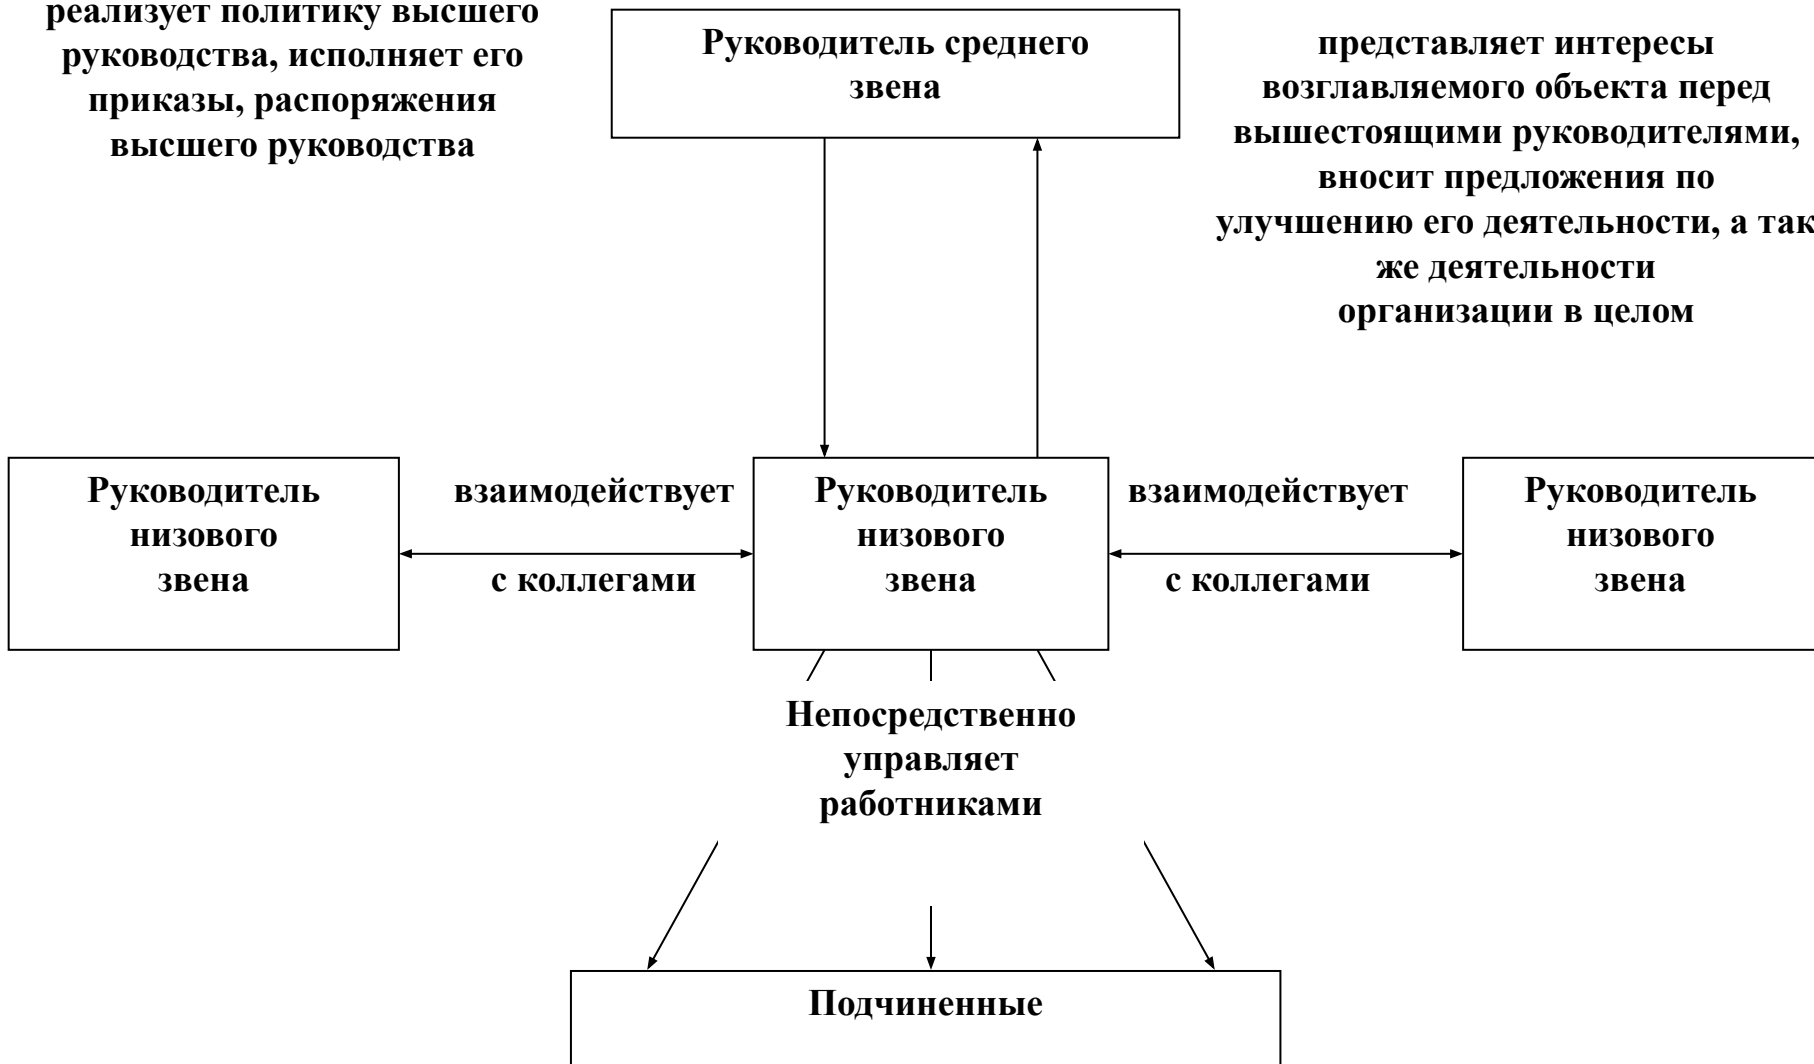 реализует политику высшего
руководства, исполняет его
приказы, распоряжения
высшего руководства
Руководитель среднего
звена
представляет интересы
возглавляемого объекта перед
вышестоящими руководителями,
вносит предложения по
улучшению его деятельности, а так
же деятельности
организации в целом
Руководитель
низового
звена
взаимодействует
с коллегами
Руководитель
низового
звена
взаимодействует
с коллегами
Руководитель
низового
звена
Непосредственно
управляет
работниками
Подчиненные